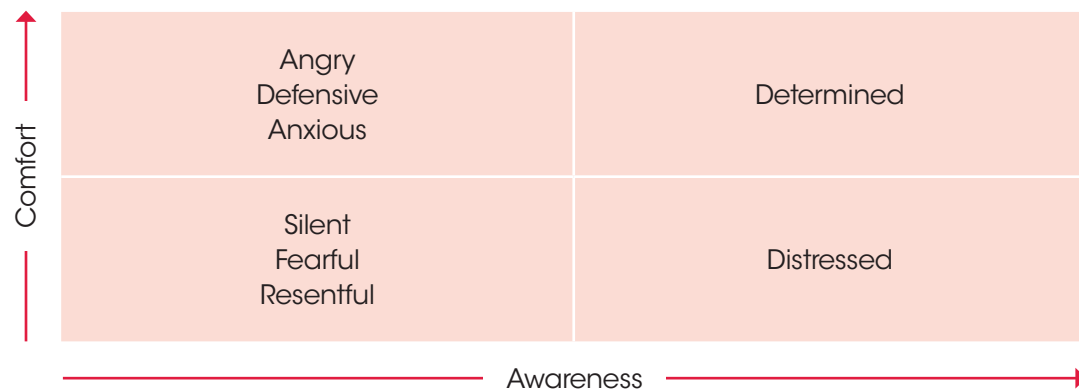 Angry
Defensive
Anxious
Determined
Comfort
Silent
Fearful
Resentful
Distressed
Awareness